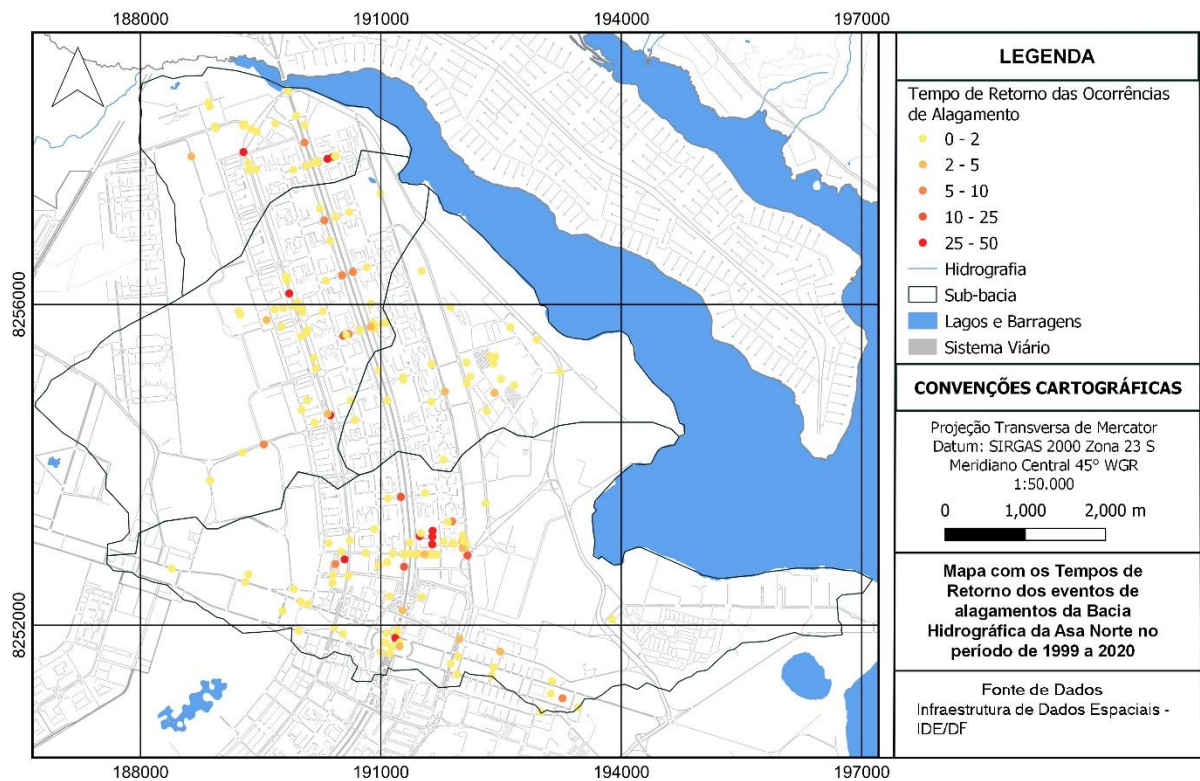 188000
191000
194000
197000
8256000
8252000
188000
191000
194000
197000
LEGENDA
Tempo de Retorno das Ocorrências
de Alagamento
0 - 2
2 - 5
5 - 10
10 - 25
25 - 50
Hidrografia
Sub-bacia
Lagos e Barragens
Sistema Viário
CONVENÇÕES CARTOGRÁFICAS
Projeção Transversa de Mercator
Datum: SIRGAS 2000 Zona 23 S
Meridiano Central 45° WGR
1:50.000
0 1,000 2,000 m
Mapa com os Tempos de
Retorno dos eventos de
alagamentos da Bacia
Hidrográfica da Asa Norte no
período de 1999 a 2020
Fonte de Dados
Infraestrutura de Dados Espaciais -
IDE/DF